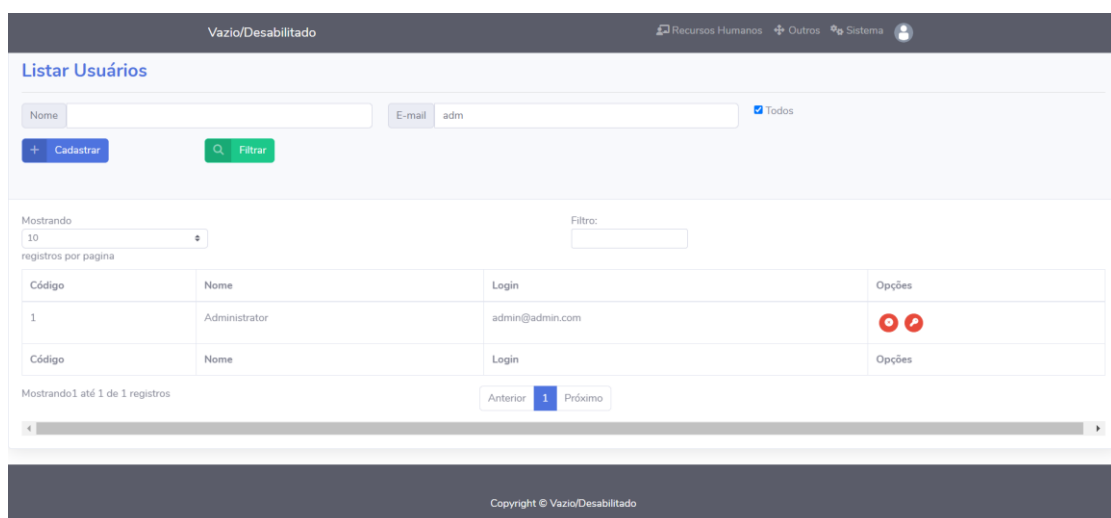 Vazio/Desabilitado Recursos Humanos Outros Sistema
Listar Usuários
Nome E-mail adm Todos
+ Cadastrar Filtrar
Mostrando Filtro:
10
registros por pagina
Código Nome Login Opções
1 Administrator admin@admin.com
Código Nome Login Opções
Mostrando1 até 1 de 1 registros Anterior 1 Próximo
Copyright © Vazio/Desabilitado